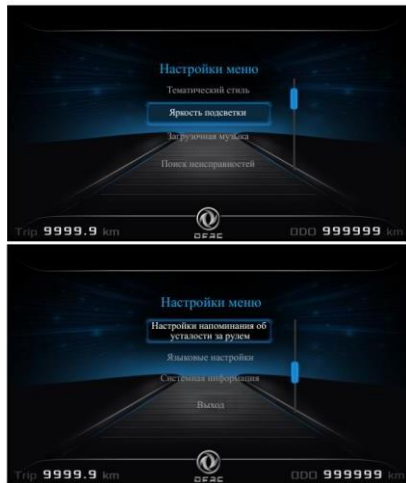 Настройки меню
Тематический стиль
Яркость подсветки
Загрузочная музыка
Поиск неисправностей
DFAC
Trip 9999.9 km
ODO 999999 km
Настройки меню
Настройки напоминания об
усталости за рулем
Языковые настройки
Системная информация
Выход
DFAC
Trip 9999.9 km
ODO 999999 km